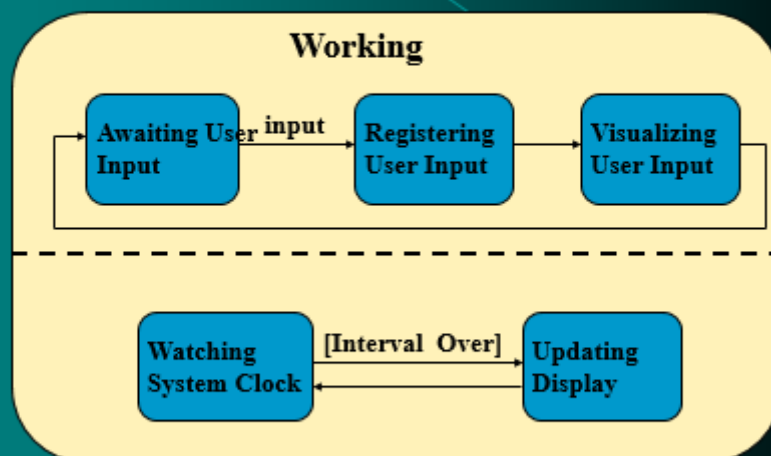 Working
Awaiting User
Input
input
Registering
User Input
Visualizing
User Input
Watching
System Clock
[Interval Over]
Updating
Display